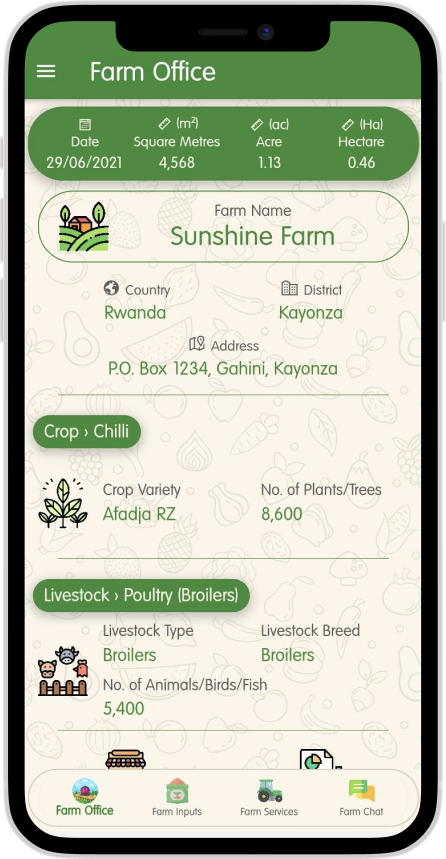 Farm Office
(m²) (ac) (Ha)
Date Square Metres Acre Hectare
29/06/2021 4,568 1.13 0.46
Farm Name
Sunshine Farm
Country District
Rwanda Kayonza
Address
P.O. Box 1234, Gahini, Kayonza
Crop › Chilli
Crop Variety No. of Plants/Trees
Afadja RZ 8,600
Livestock › Poultry (Broilers)
Livestock Type Livestock Breed
Broilers Broilers
No. of Animals/Birds/Fish
5,400
Farm Office Farm Inputs Farm Services Farm Chat